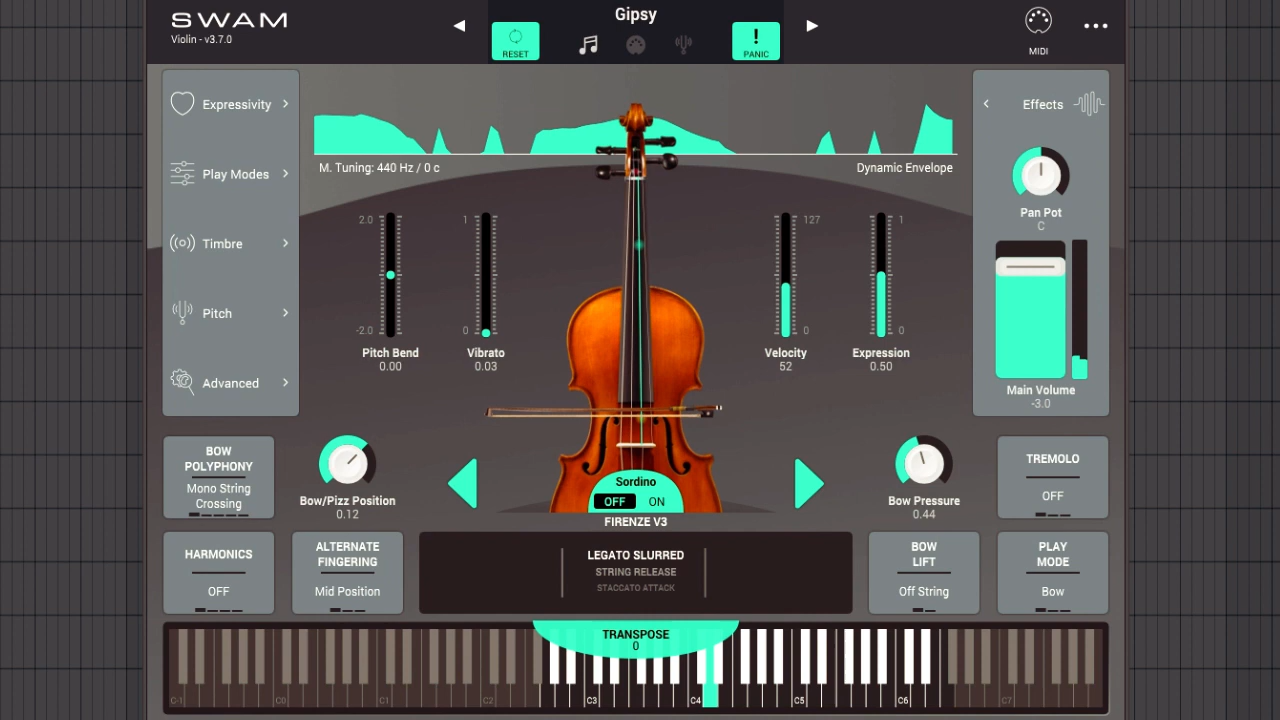 SWAM
Violin - v3.7.0
RESET
Gipsy
!
PANIC
MIDI
Expressivity
Play Modes
Timbre
Pitch
Advanced
M. Tuning: 440 Hz / 0 c
Dynamic Envelope
Effects
Pan Pot
C
Main Volume
-3.0
2.0
-2.0
Pitch Bend
0.00
1
0
Vibrato
0.03
127
0
Velocity
52
1
0
Expression
0.50
BOW
POLYPHONY
Mono String
Crossing
Bow/Pizz Position
0.12
Sordino
OFF ON
FIRENZE V3
Bow Pressure
0.44
TREMOLO
OFF
HARMONICS
OFF
ALTERNATE
FINGERING
Mid Position
LEGATO SLURRED
STRING RELEASE
STACCATO ATTACK
BOW
LIFT
Off String
PLAY
MODE
Bow
TRANSPOSE
0
C-1 C0 C1 C2 C3 C4 C5 C6 C7